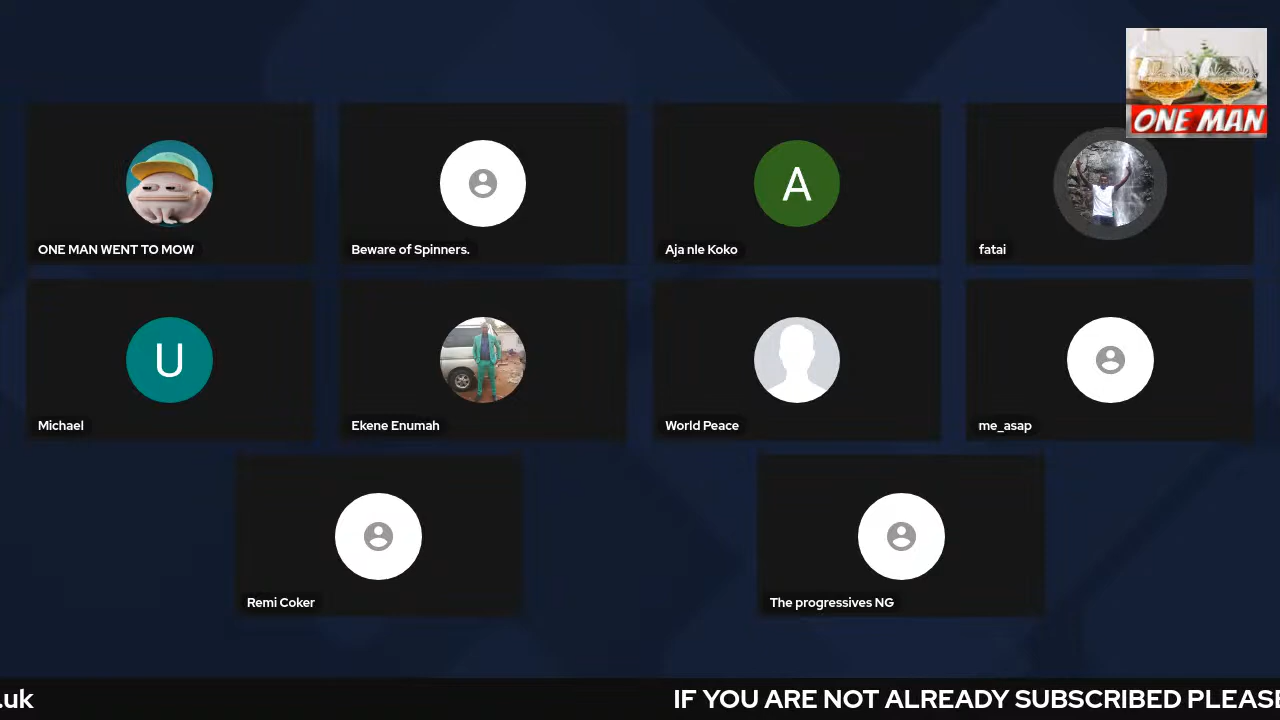 ONE MAN
ONE MAN WENT TO MOW
Beware of Spinners.
A
Aja nle Koko
fatai
U
Michael
Ekene Enumah
World Peace
me_asap
Remi Coker
The progressives NG
.uk
IF YOU ARE NOT ALREADY SUBSCRIBED PLEASE